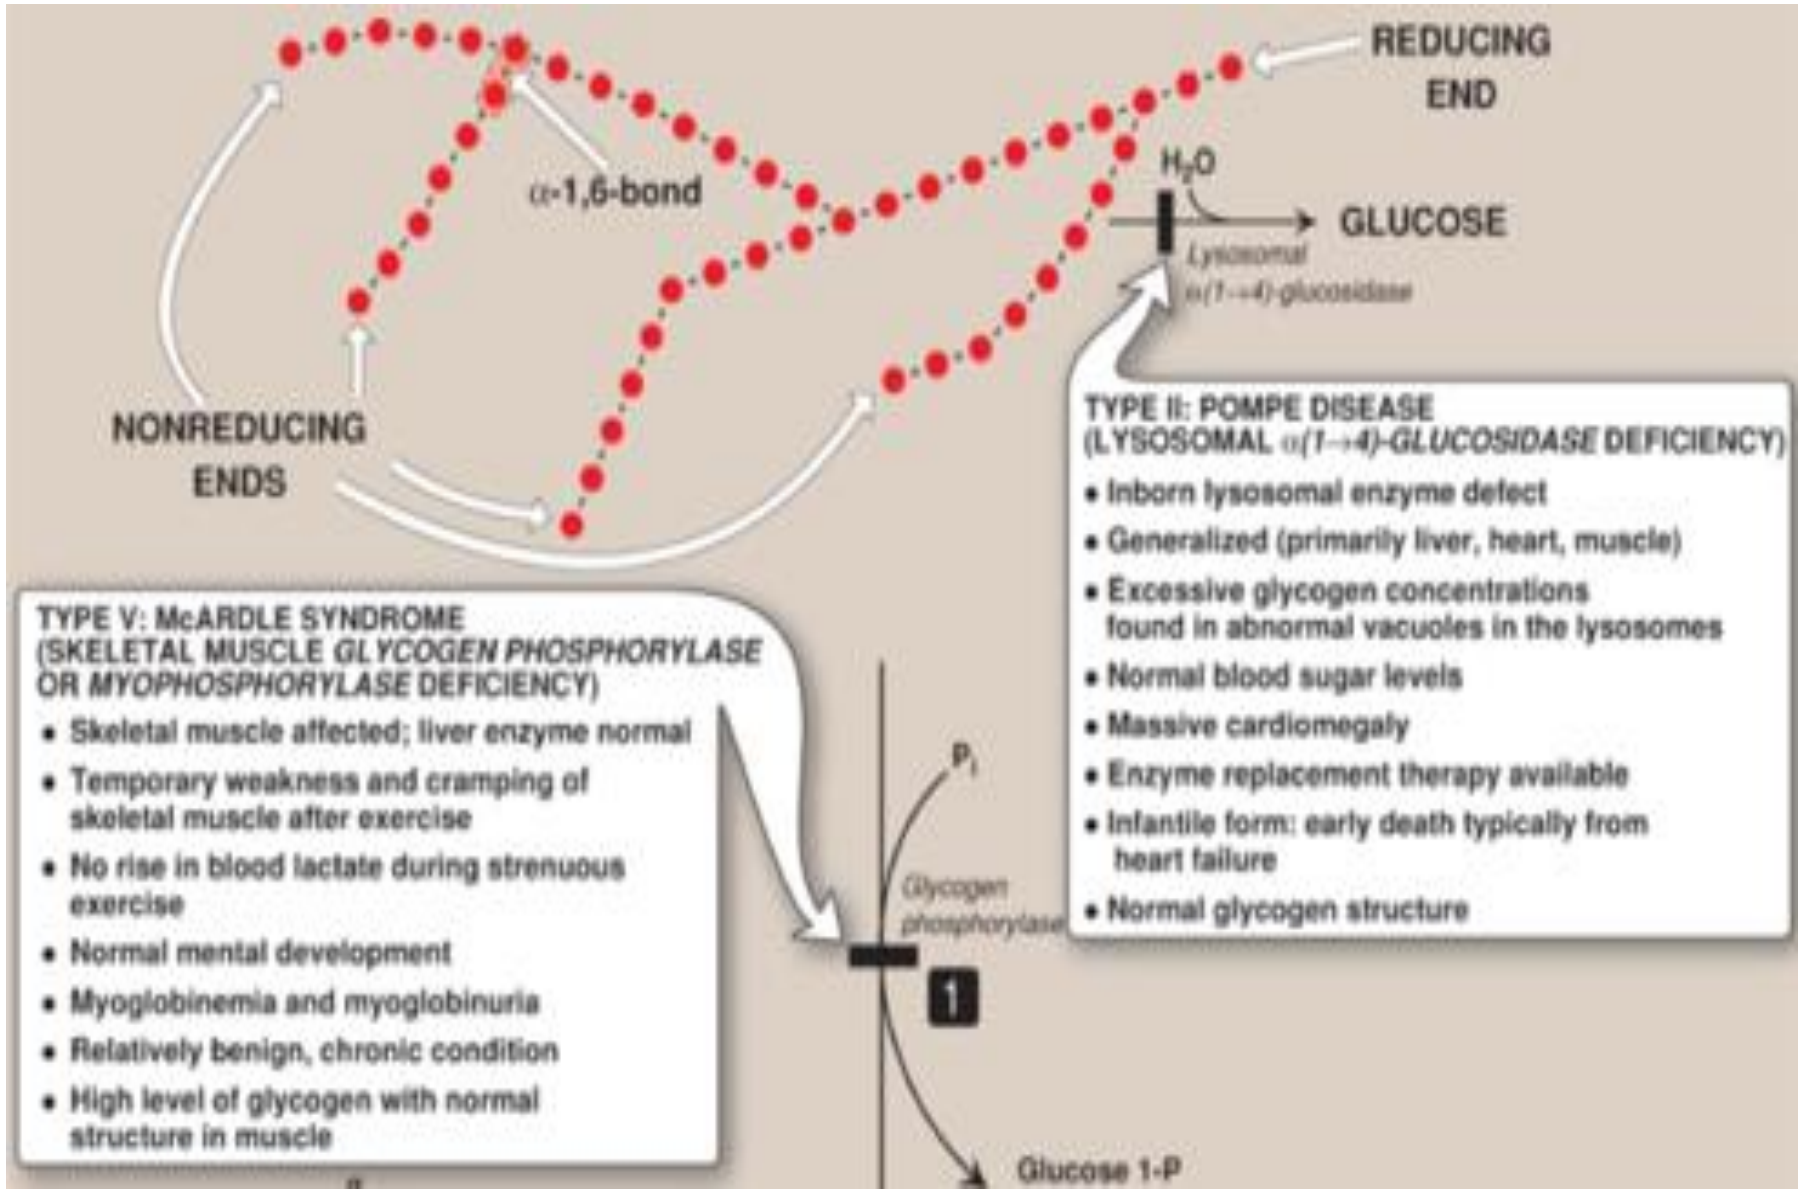 REDUCING
END
α-1,6-bond
H₂O
GLUCOSE
Lysosomal
α(1→4)-glucosidase
NONREDUCING
ENDS
TYPE II: POMPE DISEASE
(LYSOSOMAL α(1→4)-GLUCOSIDASE DEFICIENCY)
• Inborn lysosomal enzyme defect
• Generalized (primarily liver, heart, muscle)
• Excessive glycogen concentrations
found in abnormal vacuoles in the lysosomes
• Normal blood sugar levels
• Massive cardiomegaly
• Enzyme replacement therapy available
• Infantile form: early death typically from
heart failure
• Normal glycogen structure
TYPE V: McARDLE SYNDROME
(SKELETAL MUSCLE GLYCOGEN PHOSPHORYLASE
OR MYOPHOSPHORYLASE DEFICIENCY)
• Skeletal muscle affected; liver enzyme normal
• Temporary weakness and cramping of
skeletal muscle after exercise
• No rise in blood lactate during strenuous
exercise
• Normal mental development
• Myoglobinemia and myoglobinuria
• Relatively benign, chronic condition
• High level of glycogen with normal
structure in muscle
Pᵢ
Glycogen
phosphorylase
1
Glucose 1-P